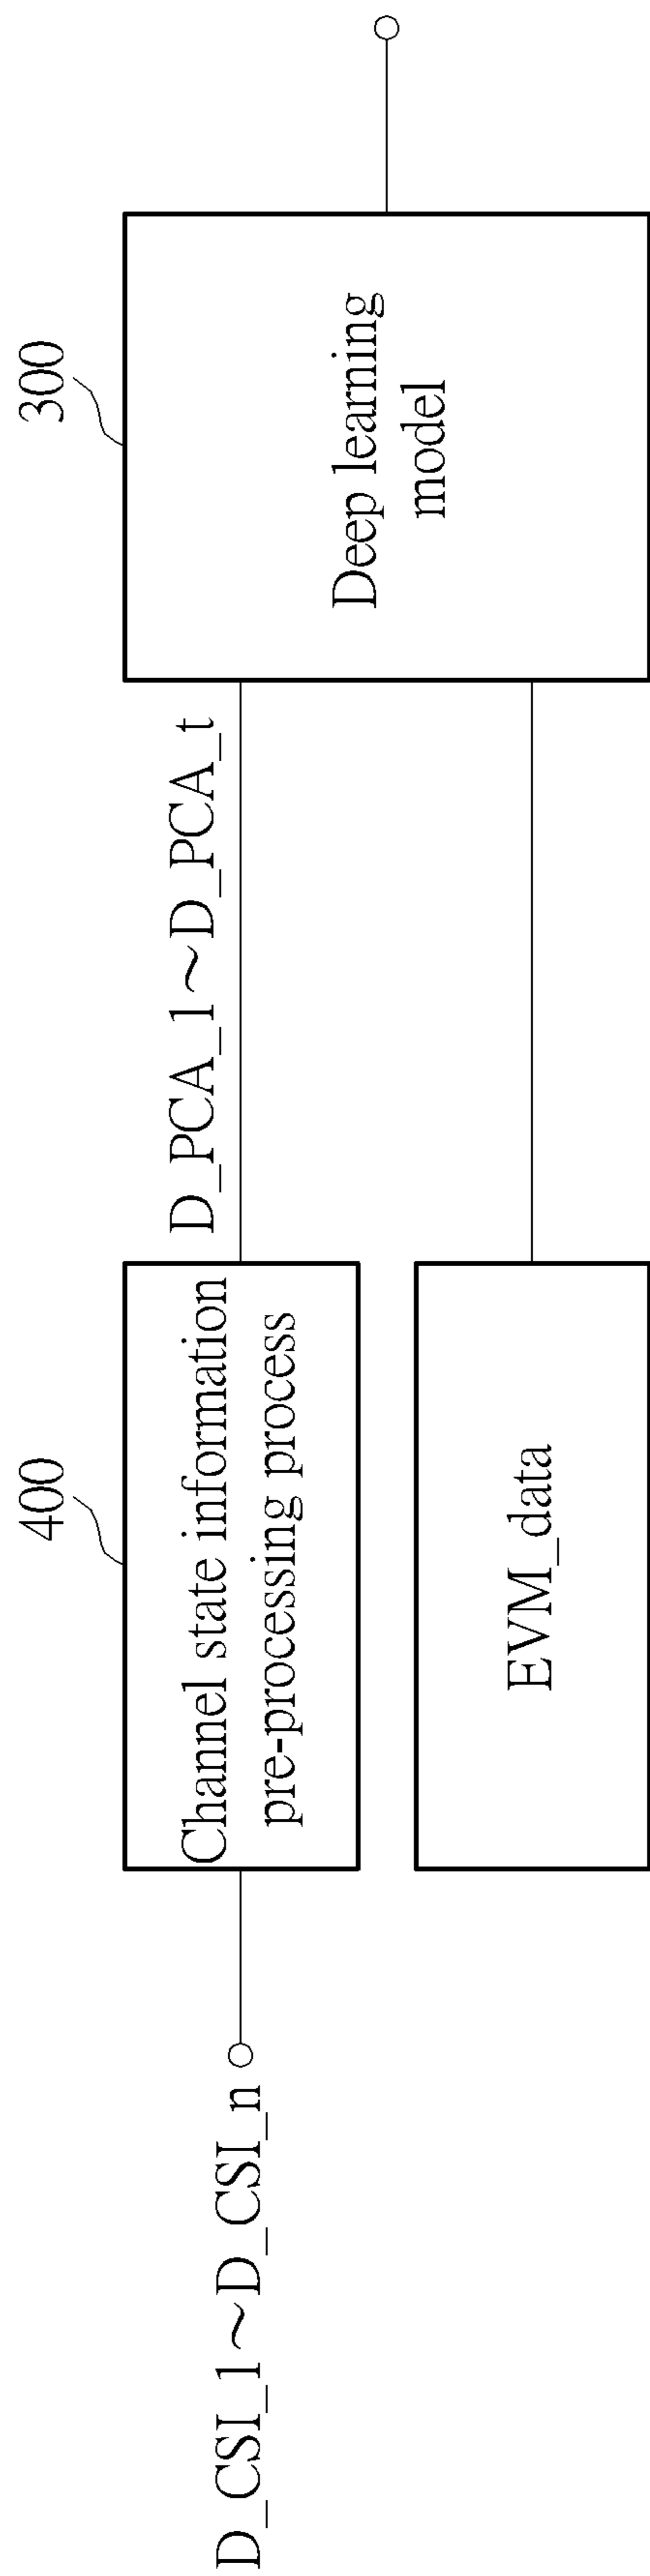 D_CSI_1~D_CSI_n
400
Channel state information
pre-processing process
EVM_data
D_PCA_1~D_PCA_t
300
Deep learning
model